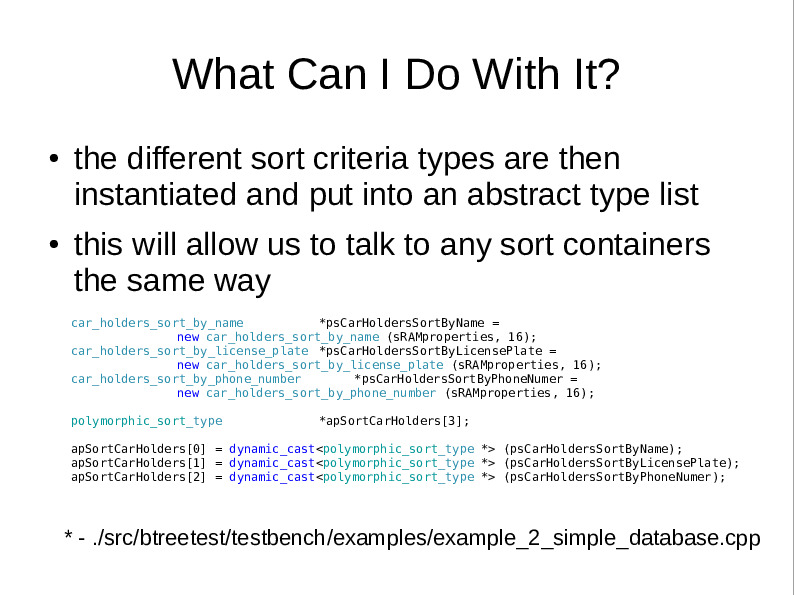 What Can I Do With It?
• the different sort criteria types are then
instantiated and put into an abstract type list
• this will allow us to talk to any sort containers
the same way
car_holders_sort_by_name *psCarHoldersSortByName =
new car_holders_sort_by_name (sRAMproperties, 16);
car_holders_sort_by_license_plate *psCarHoldersSortByLicensePlate =
new car_holders_sort_by_license_plate (sRAMproperties, 16);
car_holders_sort_by_phone_number *psCarHoldersSortByPhoneNumer =
new car_holders_sort_by_phone_number (sRAMproperties, 16);
polymorphic_sort_type *apSortCarHolders[3];
apSortCarHolders[0] = dynamic_cast<polymorphic_sort_type *> (psCarHoldersSortByName);
apSortCarHolders[1] = dynamic_cast<polymorphic_sort_type *> (psCarHoldersSortByLicensePlate);
apSortCarHolders[2] = dynamic_cast<polymorphic_sort_type *> (psCarHoldersSortByPhoneNumer);
* - ./src/btreetest/testbench/examples/example_2_simple_database.cpp